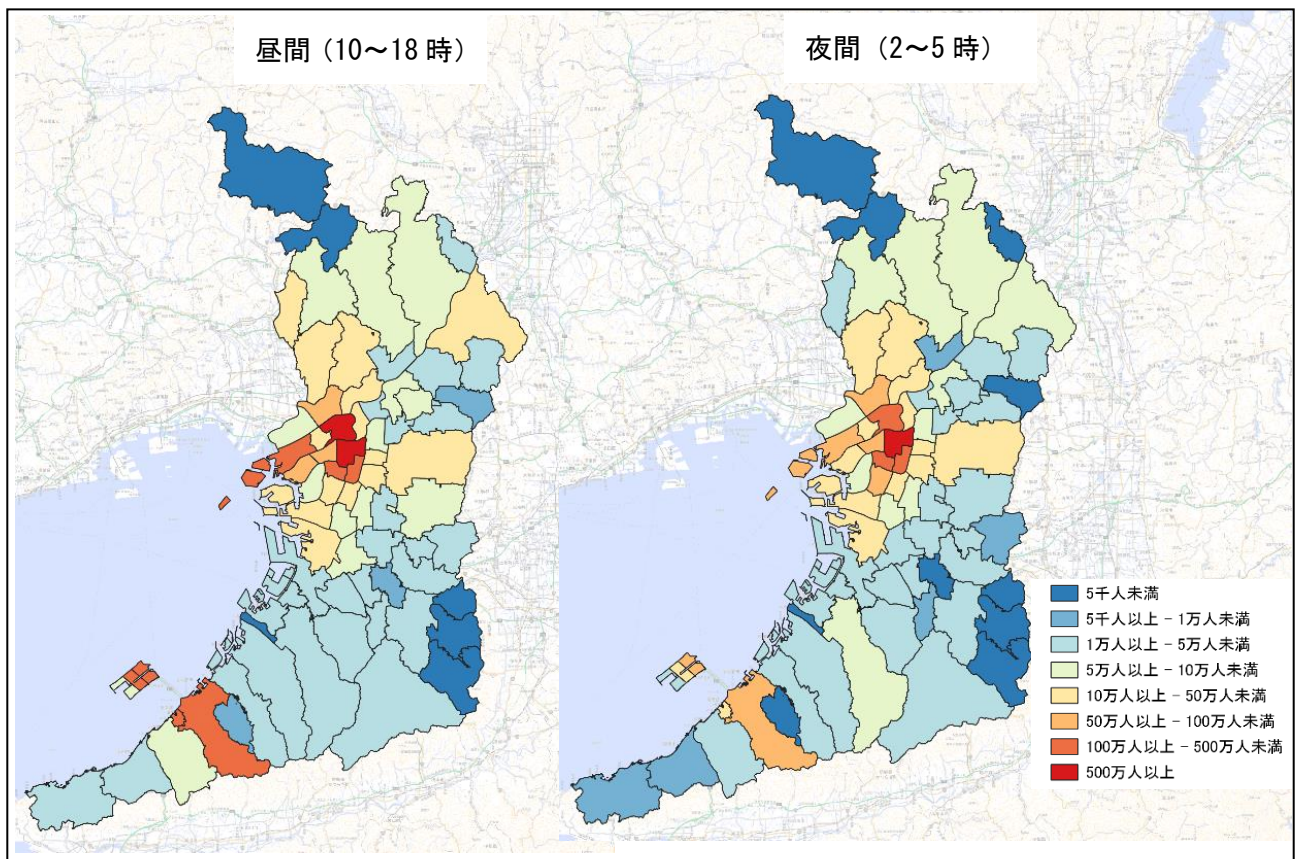 昼間（10～18時）
夜間（2～5時）
5千人未満
5千人以上 － 1万人未満
1万人以上 － 5万人未満
5万人以上 － 10万人未満
10万人以上 － 50万人未満
50万人以上 － 100万人未満
100万人以上 － 500万人未満
500万人以上